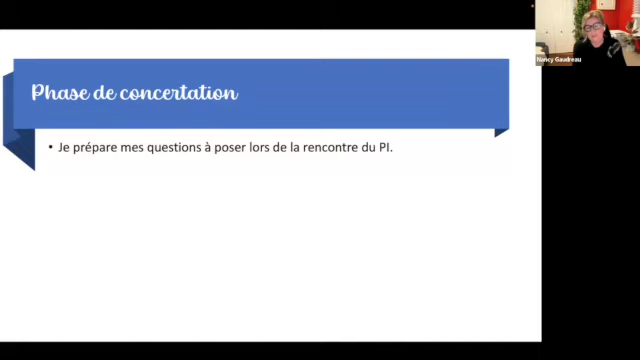 Phase de concertation
• Je prépare mes questions à poser lors de la rencontre du PI.
Nancy Gaudreau